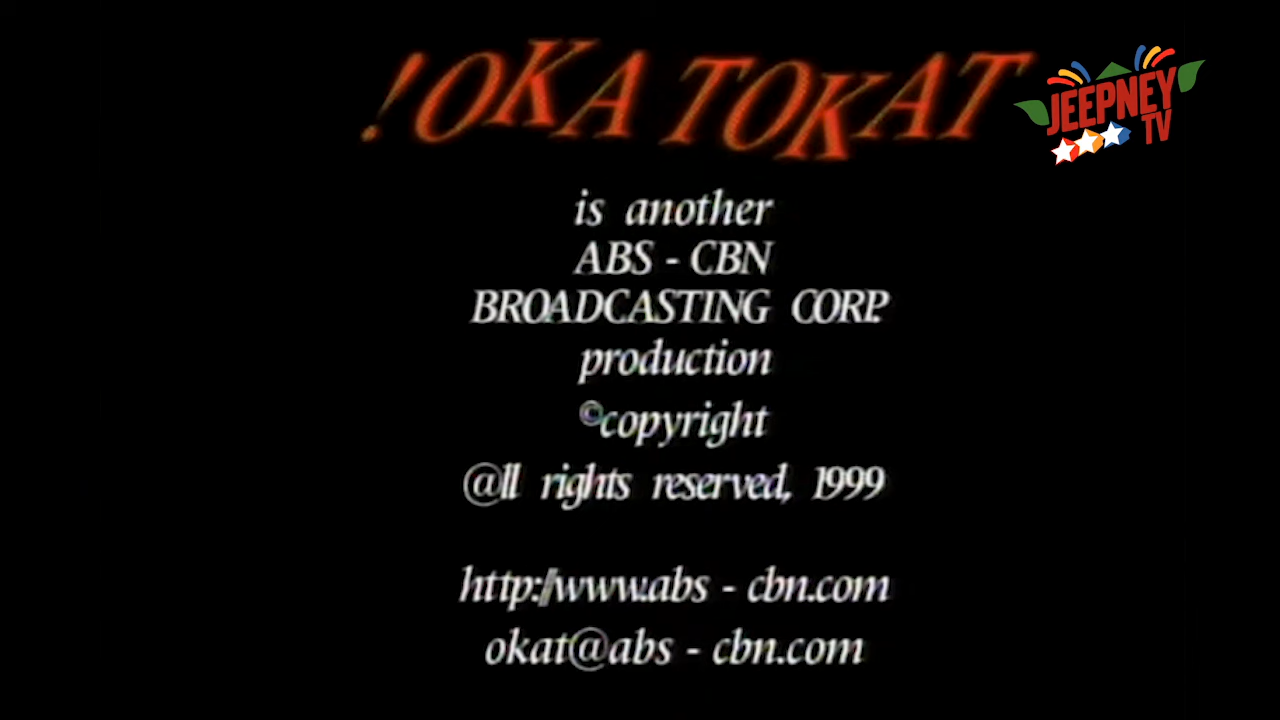 !OKA TOKAT
JEEPNEY
TV
is another
ABS - CBN
BROADCASTING CORP.
production
©copyright
@ll rights reserved, 1999
http://www.abs - cbn.com
okat@abs - cbn.com